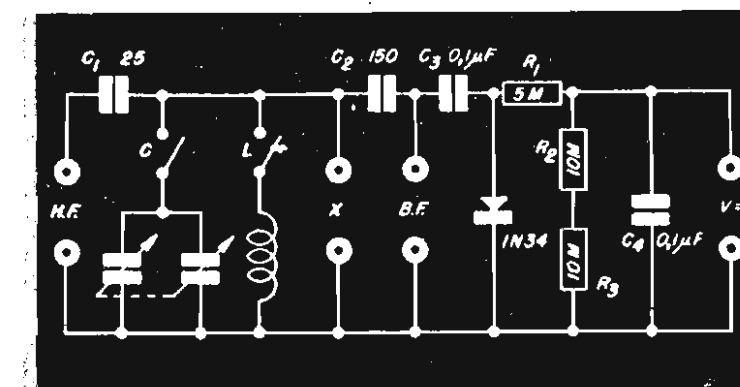 C1 25
C2 150
C3 0,1µF
R1
5M
C
L
R2
10M
H.F.
X
B.F.
1N34
10M
R3
C4 0,1µF
V=